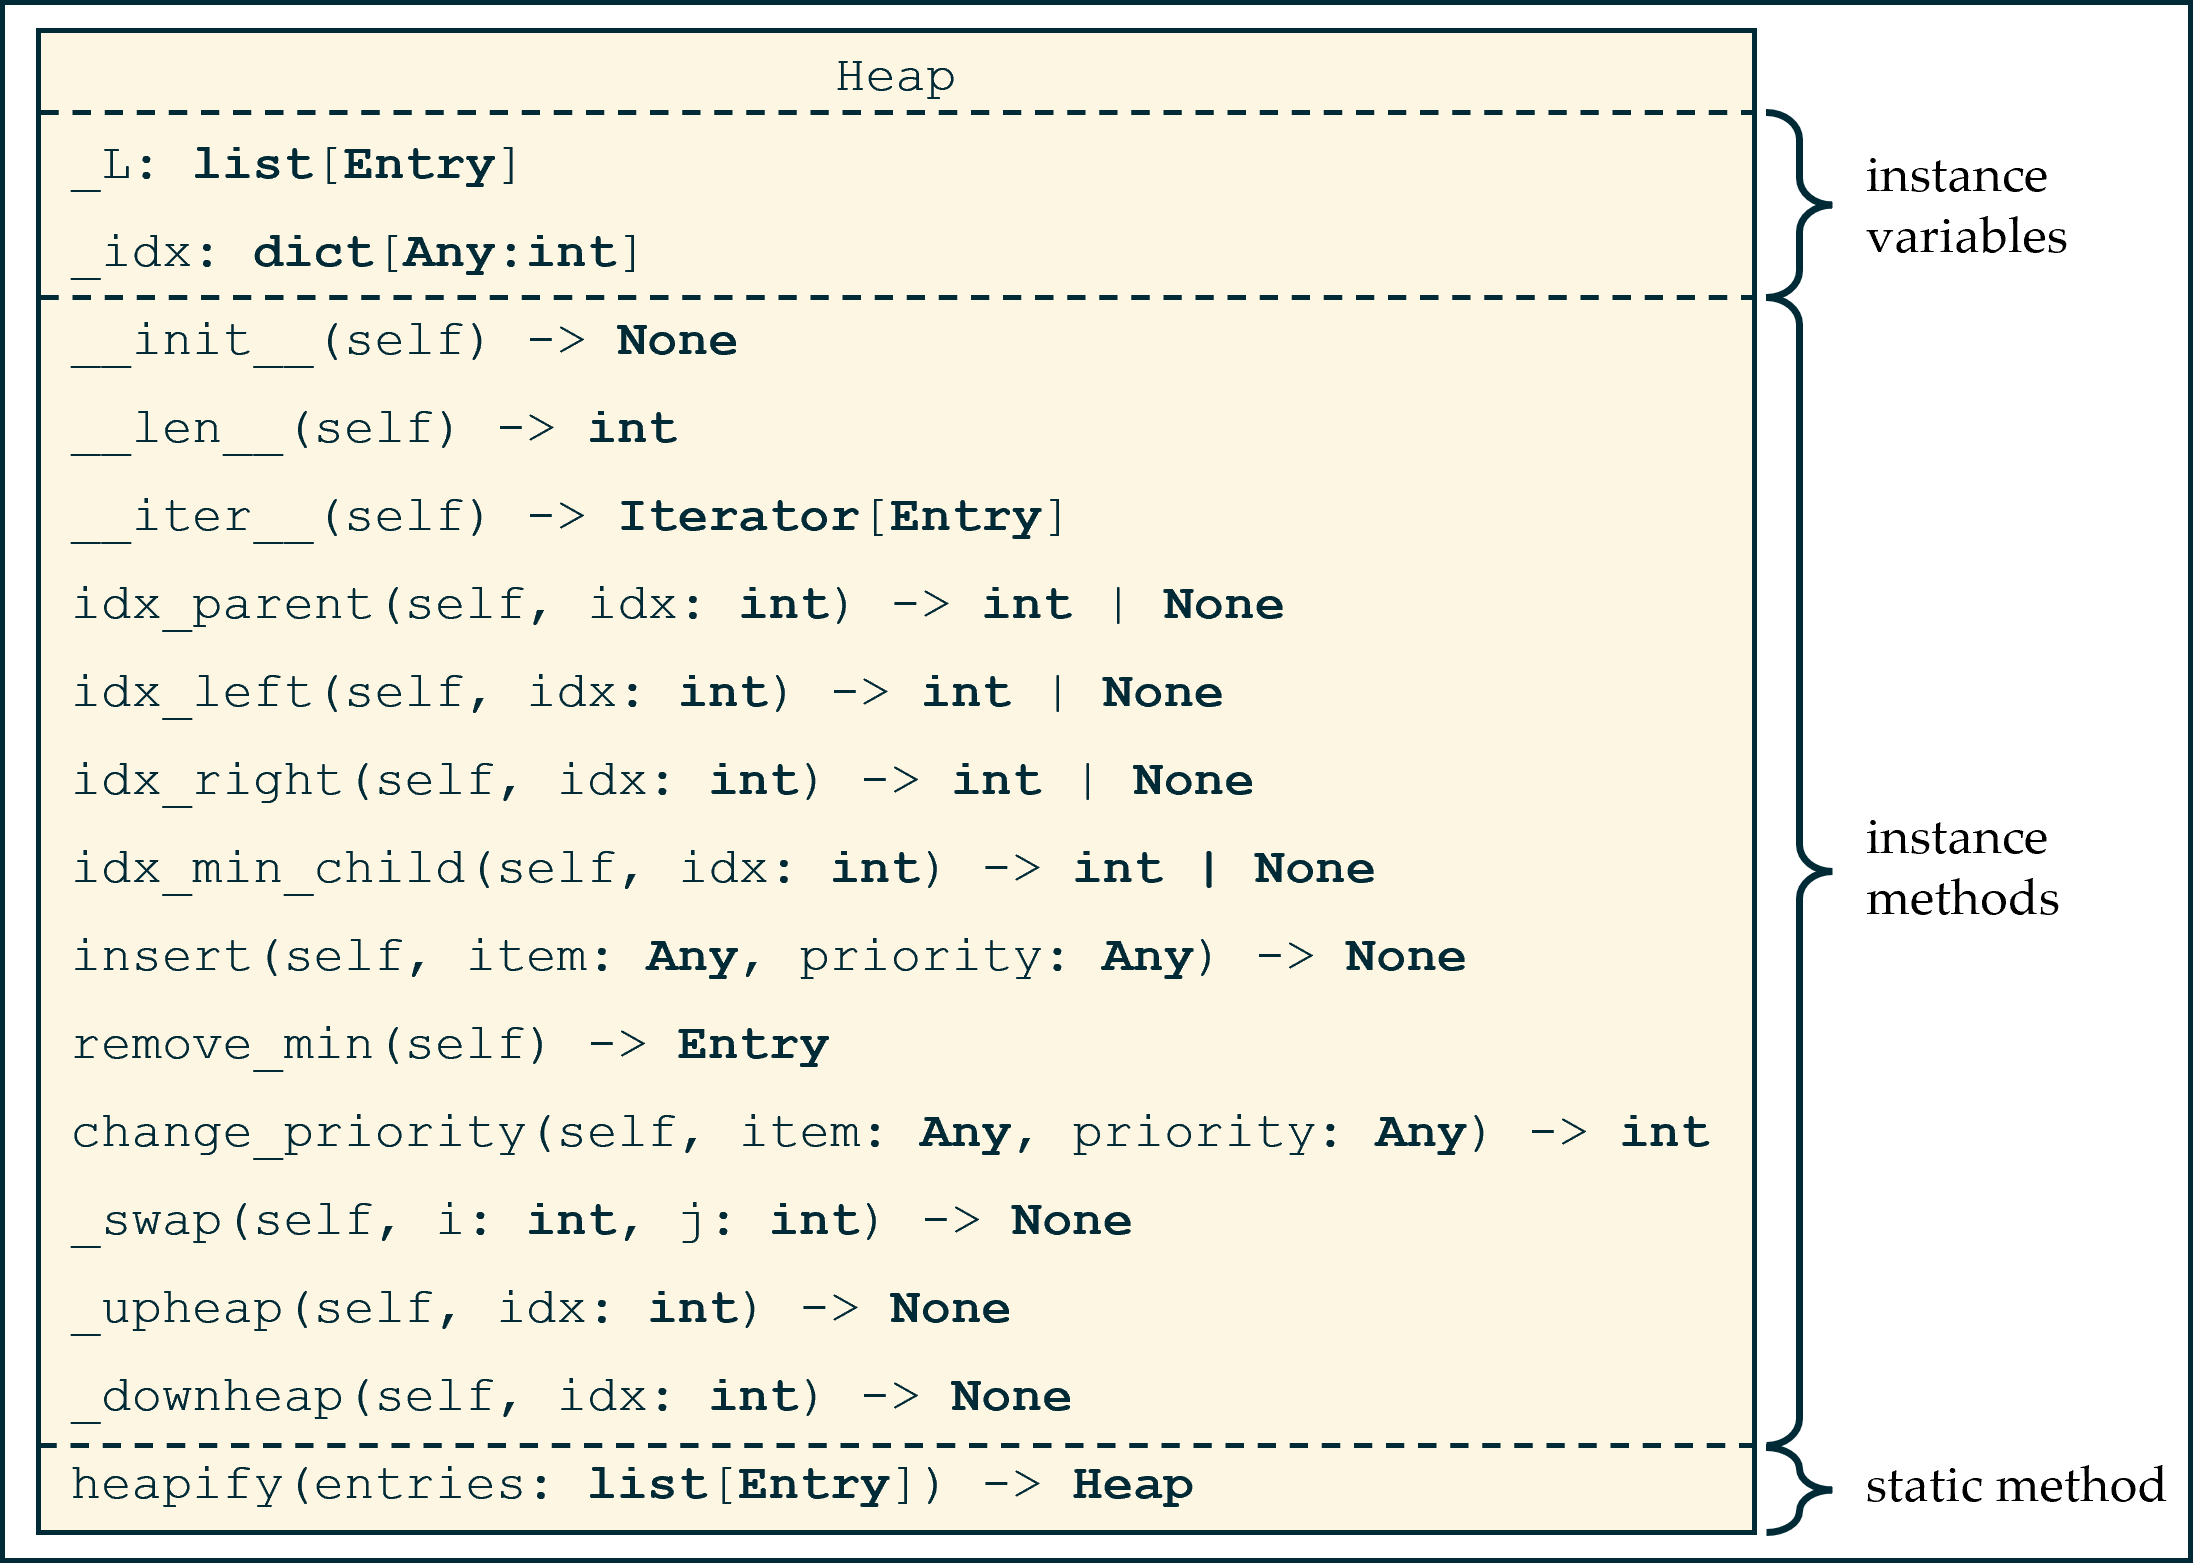 Heap
_L: list[Entry]
_idx: dict[Any:int]
instance
variables
__init__(self) -> None
__len__(self) -> int
__iter__(self) -> Iterator[Entry]
idx_parent(self, idx: int) -> int | None
idx_left(self, idx: int) -> int | None
idx_right(self, idx: int) -> int | None
idx_min_child(self, idx: int) -> int | None
insert(self, item: Any, priority: Any) -> None
remove_min(self) -> Entry
change_priority(self, item: Any, priority: Any) -> int
_swap(self, i: int, j: int) -> None
_upheap(self, idx: int) -> None
_downheap(self, idx: int) -> None
instance
methods
heapify(entries: list[Entry]) -> Heap
static method